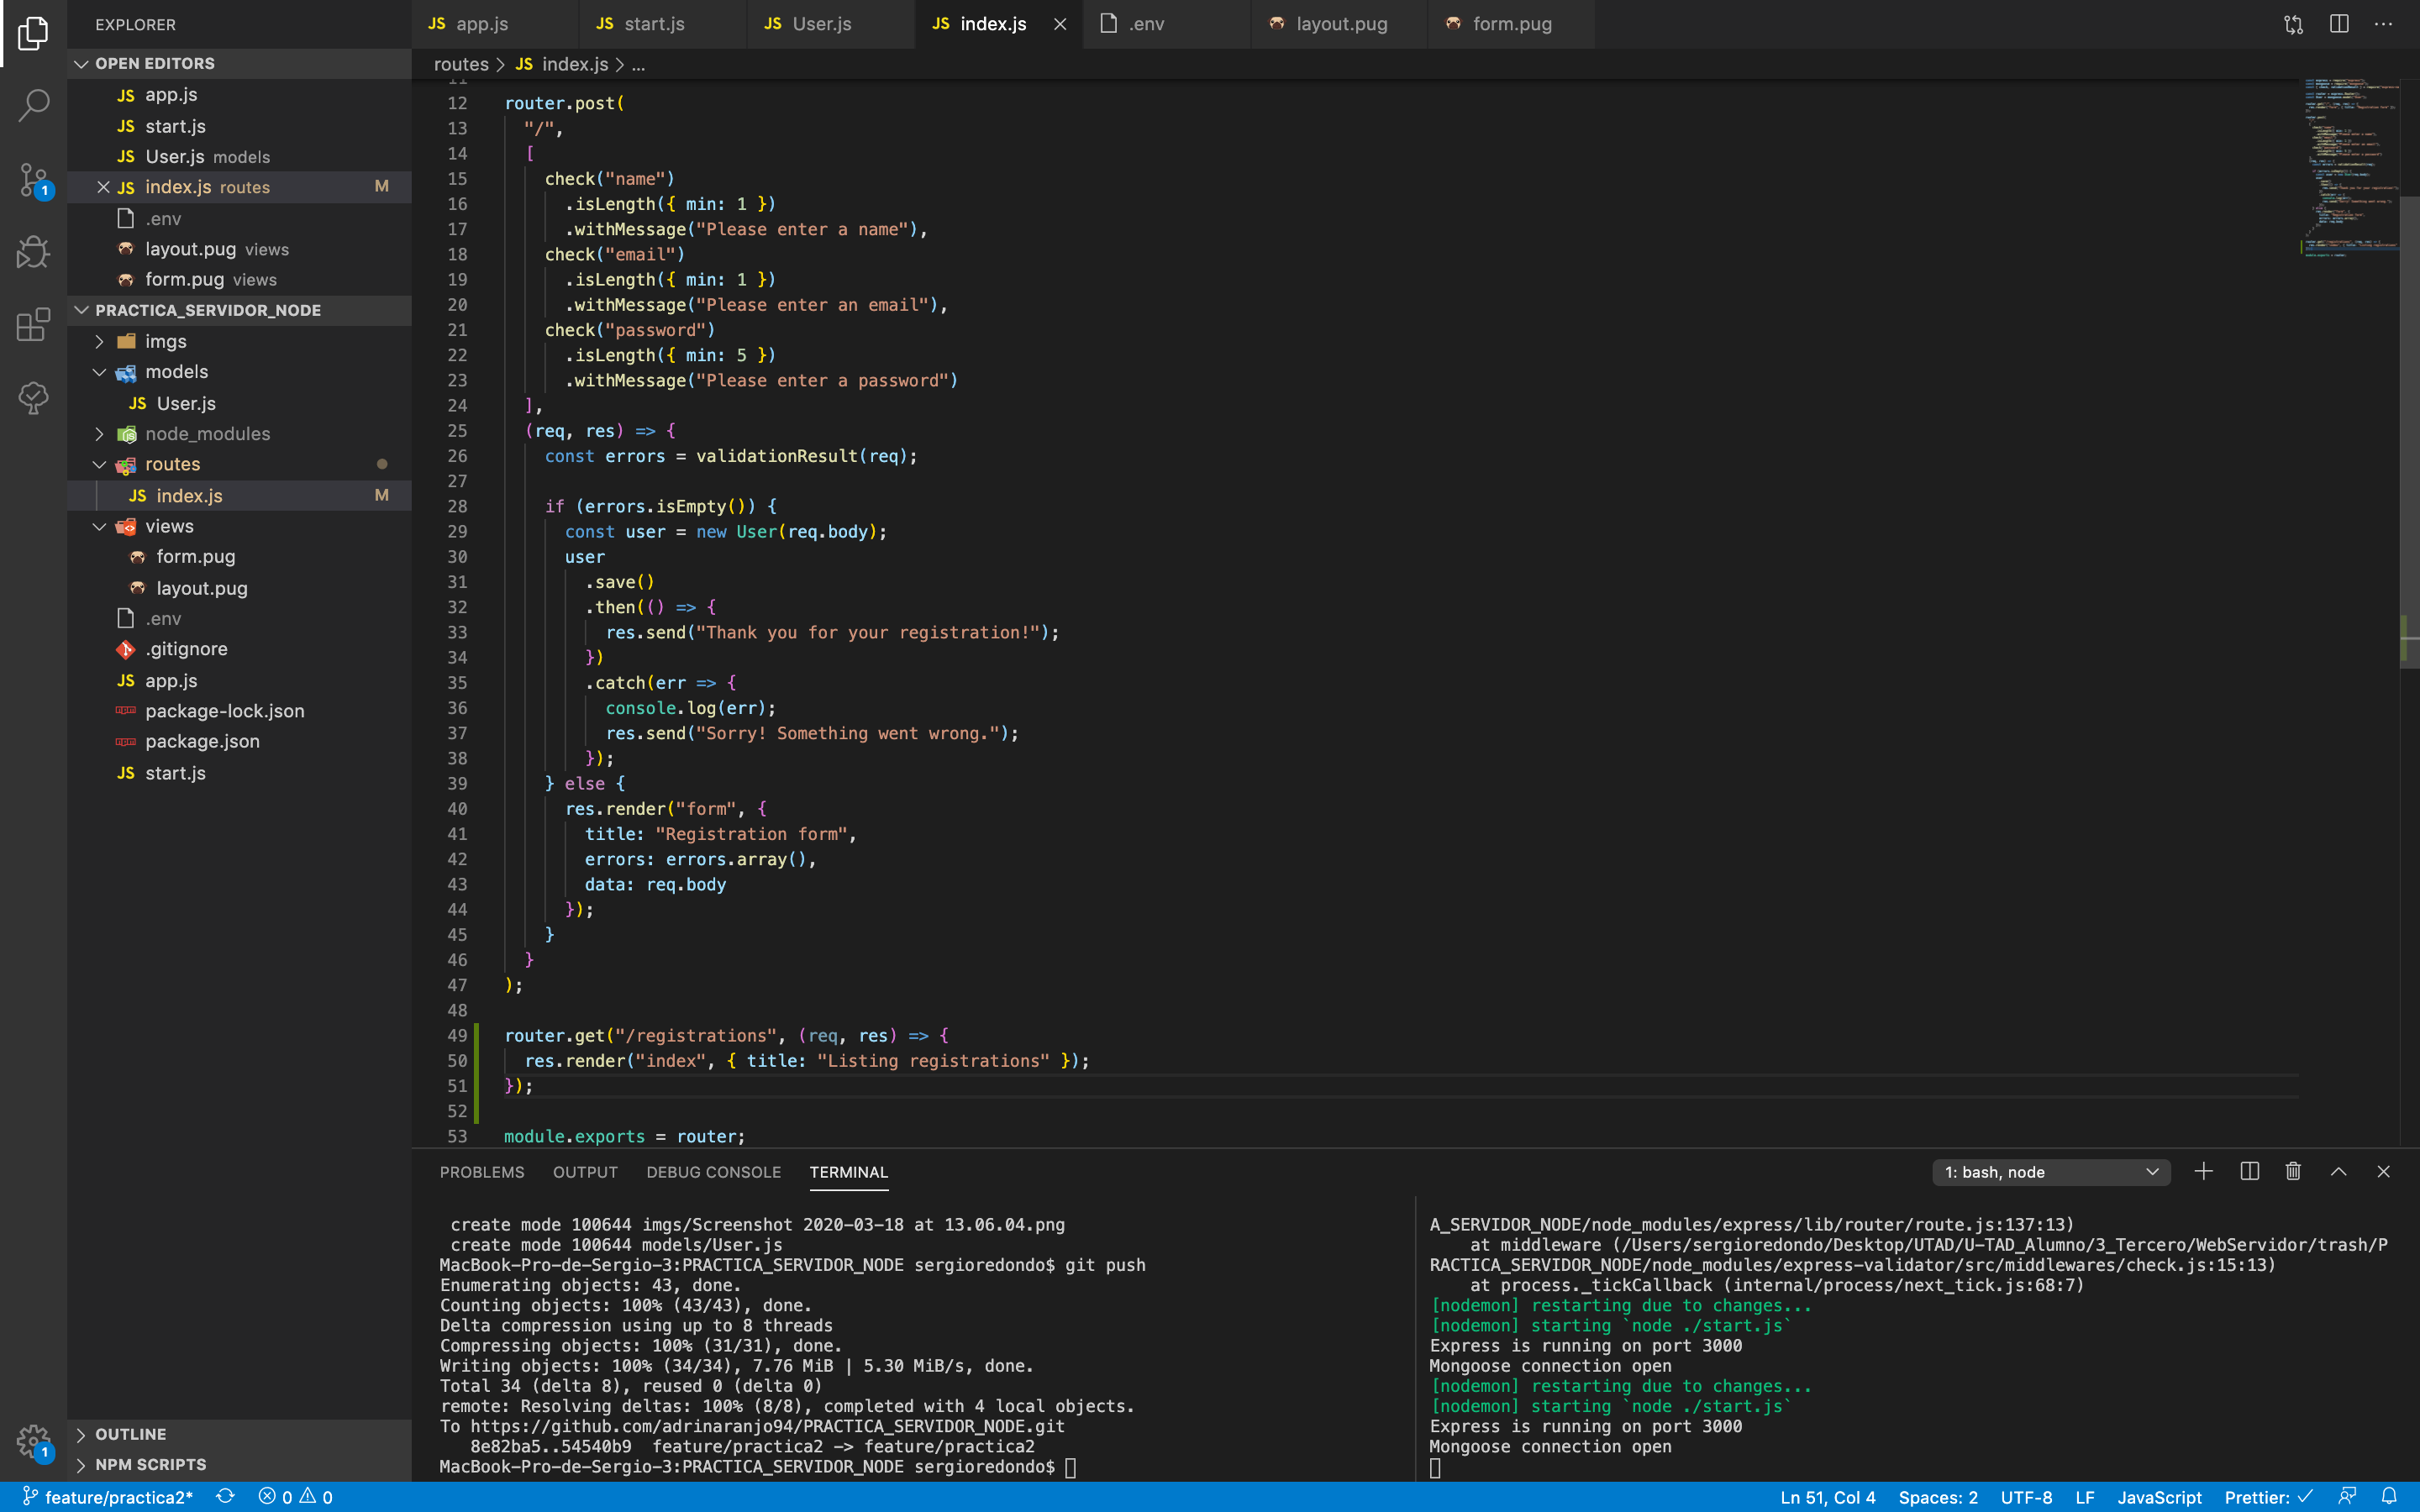 EXPLORER
OPEN EDITORS
JS app.js
JS start.js
JS User.js models
JS index.js routes M
.env
layout.pug views
form.pug views
PRACTICA_SERVIDOR_NODE
imgs
models
JS User.js
node_modules
routes
JS index.js M
views
form.pug
layout.pug
.env
.gitignore
JS app.js
package-lock.json
package.json
JS start.js
OUTLINE
NPM SCRIPTS
1
1
JS app.js JS start.js JS User.js JS index.js .env layout.pug form.pug
routes > JS index.js > ...
11
12 router.post(
13 "/",
14 [
15 check("name")
16 .isLength({ min: 1 })
17 .withMessage("Please enter a name"),
18 check("email")
19 .isLength({ min: 1 })
20 .withMessage("Please enter an email"),
21 check("password")
22 .isLength({ min: 5 })
23 .withMessage("Please enter a password")
24 ],
25 (req, res) => {
26 const errors = validationResult(req);
27
28 if (errors.isEmpty()) {
29 const user = new User(req.body);
30 user
31 .save()
32 .then(() => {
33 res.send("Thank you for your registration!");
34 })
35 .catch(err => {
36 console.log(err);
37 res.send("Sorry! Something went wrong.");
38 });
39 } else {
40 res.render("form", {
41 title: "Registration form",
42 errors: errors.array(),
43 data: req.body
44 });
45 }
46 }
47 );
48
49 router.get("/registrations", (req, res) => {
50 res.render("index", { title: "Listing registrations" });
51 });
52
53 module.exports = router;
PROBLEMS OUTPUT DEBUG CONSOLE TERMINAL
1: bash, node
create mode 100644 imgs/Screenshot 2020-03-18 at 13.06.04.png
create mode 100644 models/User.js
MacBook-Pro-de-Sergio-3:PRACTICA_SERVIDOR_NODE sergioredondo$ git push
Enumerating objects: 43, done.
Counting objects: 100% (43/43), done.
Delta compression using up to 8 threads
Compressing objects: 100% (31/31), done.
Writing objects: 100% (34/34), 7.76 MiB | 5.30 MiB/s, done.
Total 34 (delta 8), reused 0 (delta 0)
remote: Resolving deltas: 100% (8/8), completed with 4 local objects.
To https://github.com/adrinaranjo94/PRACTICA_SERVIDOR_NODE.git
8e82ba5..54540b9 feature/practica2 -> feature/practica2
MacBook-Pro-de-Sergio-3:PRACTICA_SERVIDOR_NODE sergioredondo$
A_SERVIDOR_NODE/node_modules/express/lib/router/route.js:137:13)
at middleware (/Users/sergioredondo/Desktop/UTAD/U-TAD_Alumno/3_Tercero/WebServidor/trash/P
RACTICA_SERVIDOR_NODE/node_modules/express-validator/src/middlewares/check.js:15:13)
at process._tickCallback (internal/process/next_tick.js:68:7)
[nodemon] restarting due to changes...
[nodemon] starting `node ./start.js`
Express is running on port 3000
Mongoose connection open
[nodemon] restarting due to changes...
[nodemon] starting `node ./start.js`
Express is running on port 3000
Mongoose connection open
feature/practica2* 0 0 Ln 51, Col 4 Spaces: 2 UTF-8 LF JavaScript Prettier: ✓